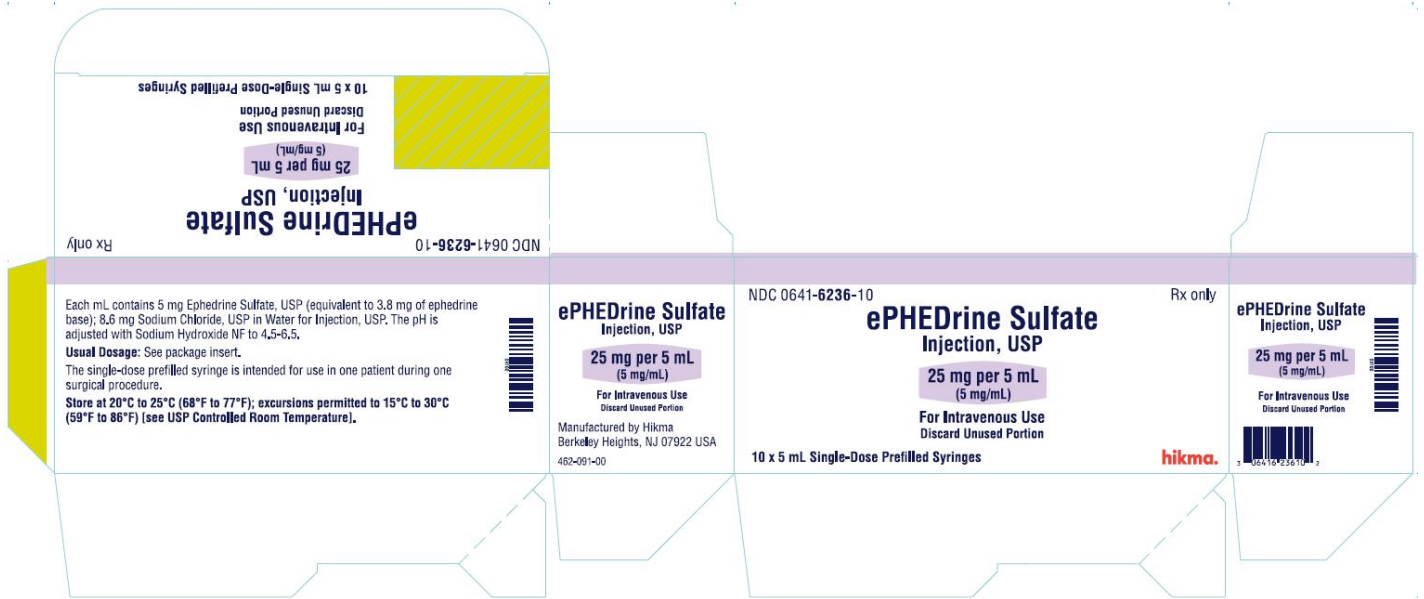 10 x 5 mL Single-Dose Prefilled Syringes
Discard Unused Portion
For Intravenous Use
(5 mg/mL)
25 mg per 5 mL
Injection, USP
ePHEDrine Sulfate
Rx only
NDC 0641-6236-10
Each mL contains 5 mg Ephedrine Sulfate, USP (equivalent to 3.8 mg of ephedrine
base); 8.6 mg Sodium Chloride, USP in Water for Injection, USP. The pH is
adjusted with Sodium Hydroxide NF to 4.5-6.5.
Usual Dosage: See package insert.
The single-dose prefilled syringe is intended for use in one patient during one
surgical procedure.
Store at 20°C to 25°C (68°F to 77°F); excursions permitted to 15°C to 30°C
(59°F to 86°F) [see USP Controlled Room Temperature].
ePHEDrine Sulfate
Injection, USP
25 mg per 5 mL
(5 mg/mL)
For Intravenous Use
Discard Unused Portion
Manufactured by Hikma
Berkeley Heights, NJ 07922 USA
462-091-00
NDC 0641-6236-10
Rx only
ePHEDrine Sulfate
Injection, USP
25 mg per 5 mL
(5 mg/mL)
For Intravenous Use
Discard Unused Portion
10 x 5 mL Single-Dose Prefilled Syringes
hikma.
ePHEDrine Sulfate
Injection, USP
25 mg per 5 mL
(5 mg/mL)
For Intravenous Use
Discard Unused Portion
3 06416 23610 2